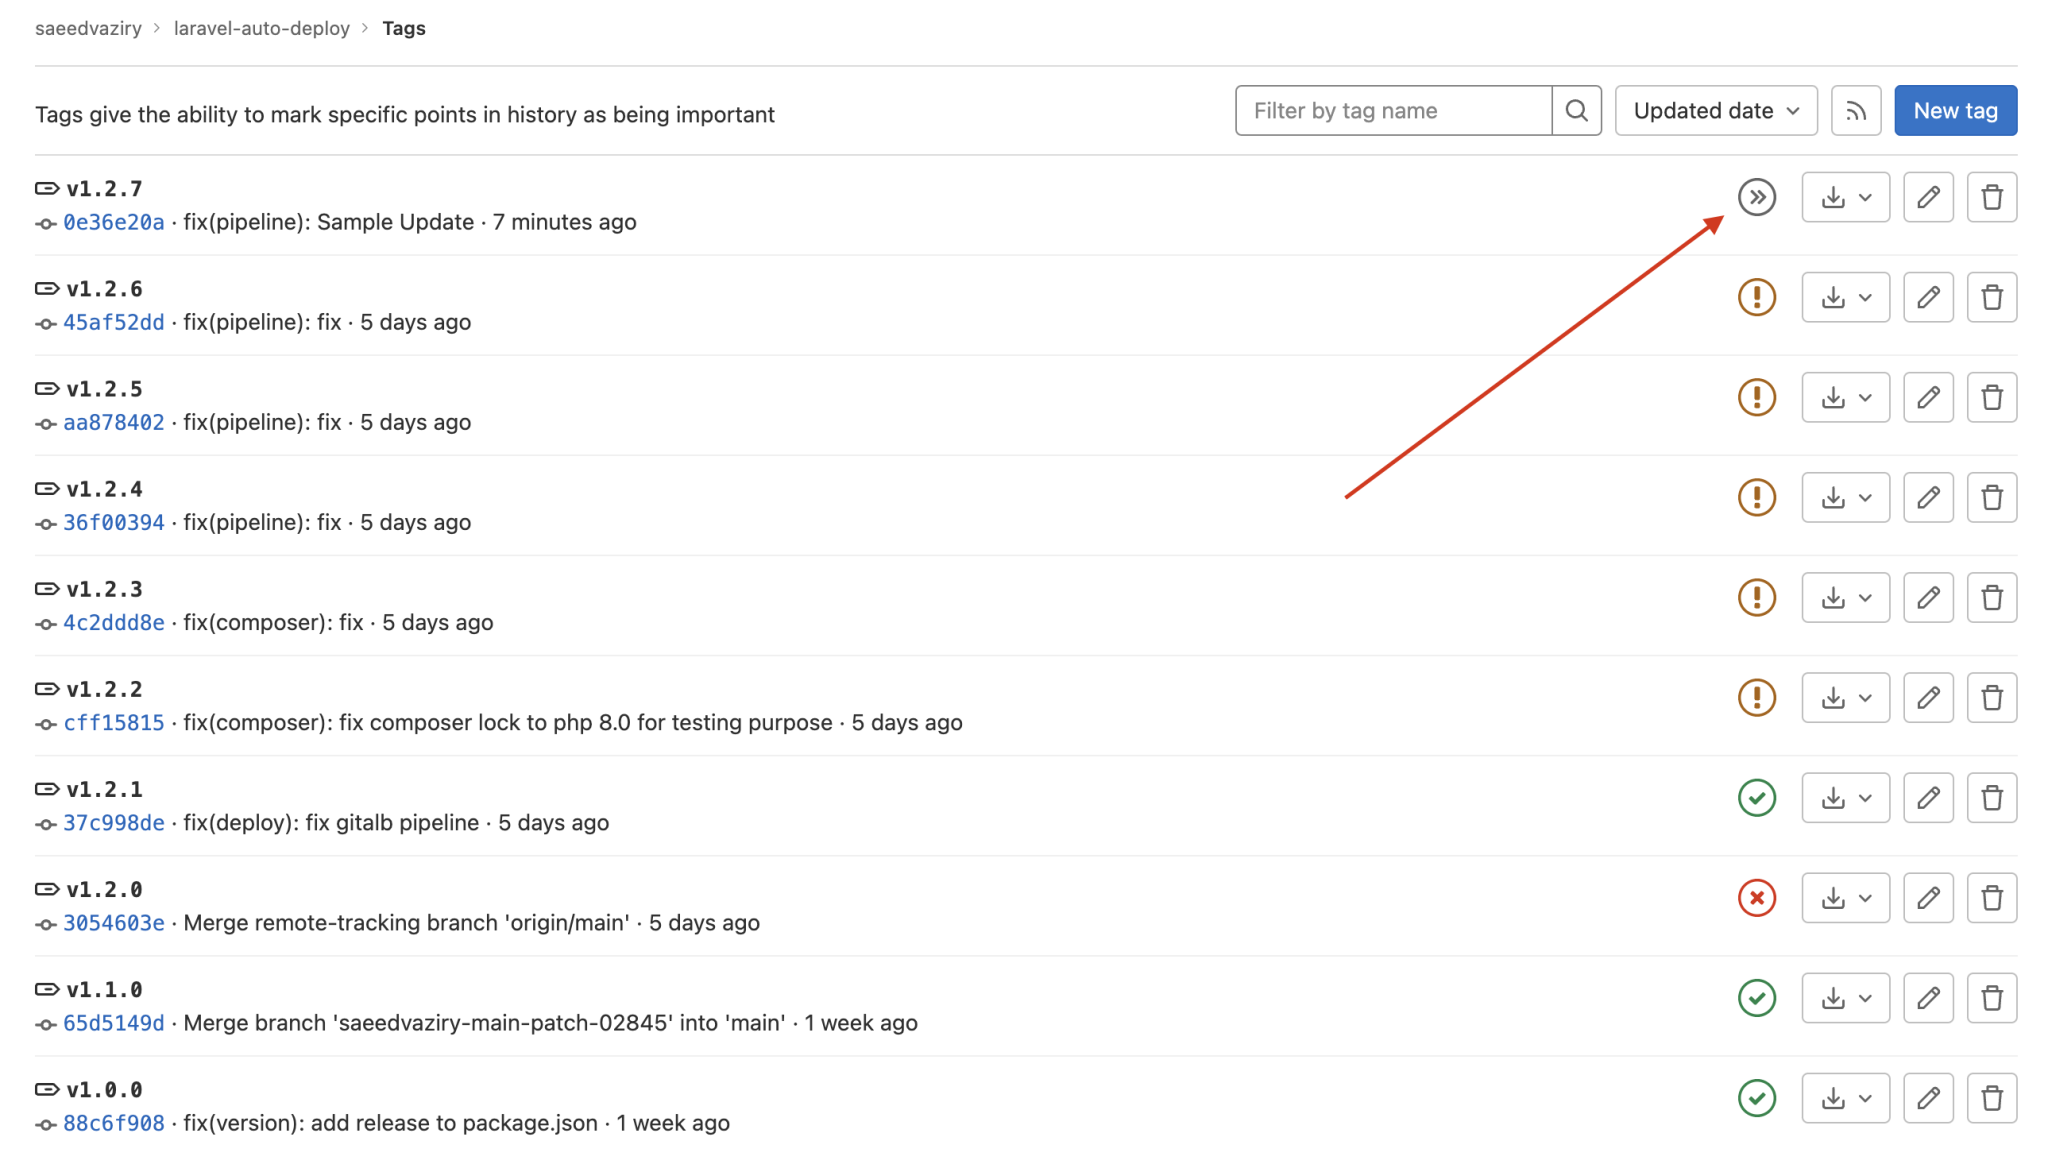 saeedvaziry > laravel-auto-deploy > Tags
Tags give the ability to mark specific points in history as being important
Filter by tag name
Updated date
New tag
v1.2.7
0e36e20a · fix(pipeline): Sample Update · 7 minutes ago
v1.2.6
45af52dd · fix(pipeline): fix · 5 days ago
v1.2.5
aa878402 · fix(pipeline): fix · 5 days ago
v1.2.4
36f00394 · fix(pipeline): fix · 5 days ago
v1.2.3
4c2ddd8e · fix(composer): fix · 5 days ago
v1.2.2
cff15815 · fix(composer): fix composer lock to php 8.0 for testing purpose · 5 days ago
v1.2.1
37c998de · fix(deploy): fix gitalb pipeline · 5 days ago
v1.2.0
3054603e · Merge remote-tracking branch 'origin/main' · 5 days ago
v1.1.0
65d5149d · Merge branch 'saeedvaziry-main-patch-02845' into 'main' · 1 week ago
v1.0.0
88c6f908 · fix(version): add release to package.json · 1 week ago